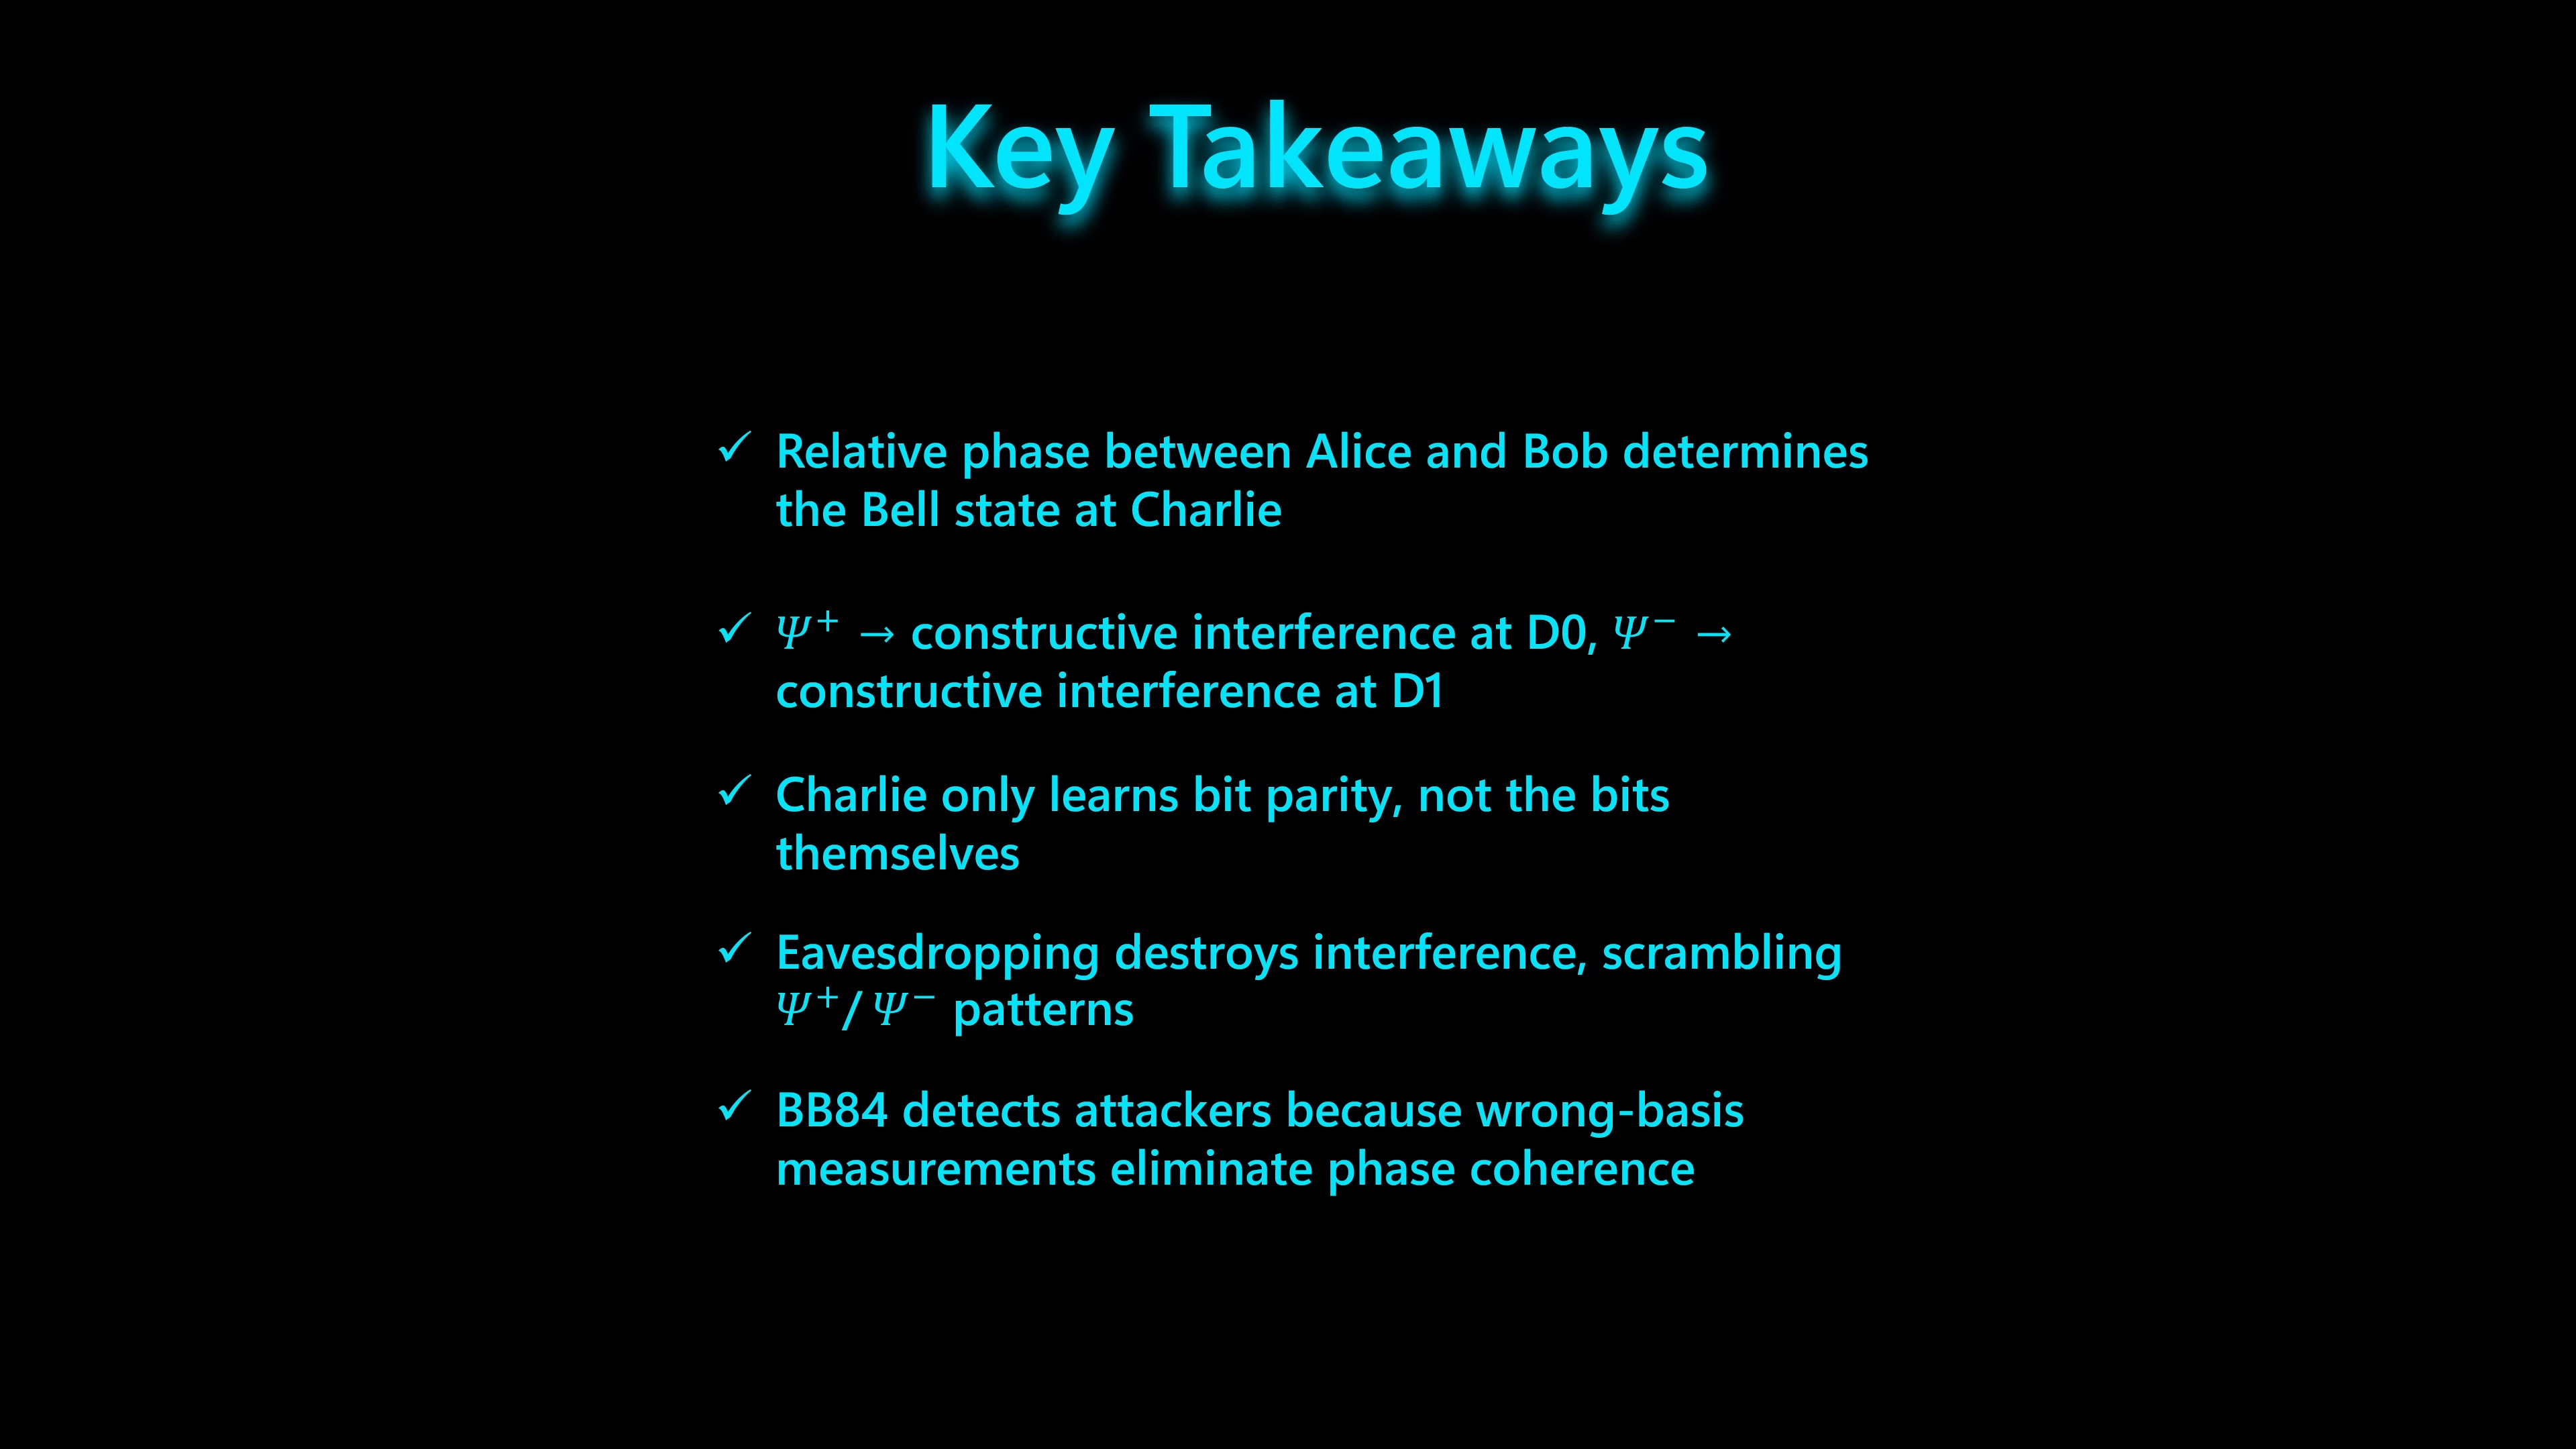 Key Takeaways
✓ Relative phase between Alice and Bob determines
the Bell state at Charlie
✓ Ψ⁺ → constructive interference at D0, Ψ⁻ →
constructive interference at D1
✓ Charlie only learns bit parity, not the bits
themselves
✓ Eavesdropping destroys interference, scrambling
Ψ⁺/ Ψ⁻ patterns
✓ BB84 detects attackers because wrong-basis
measurements eliminate phase coherence